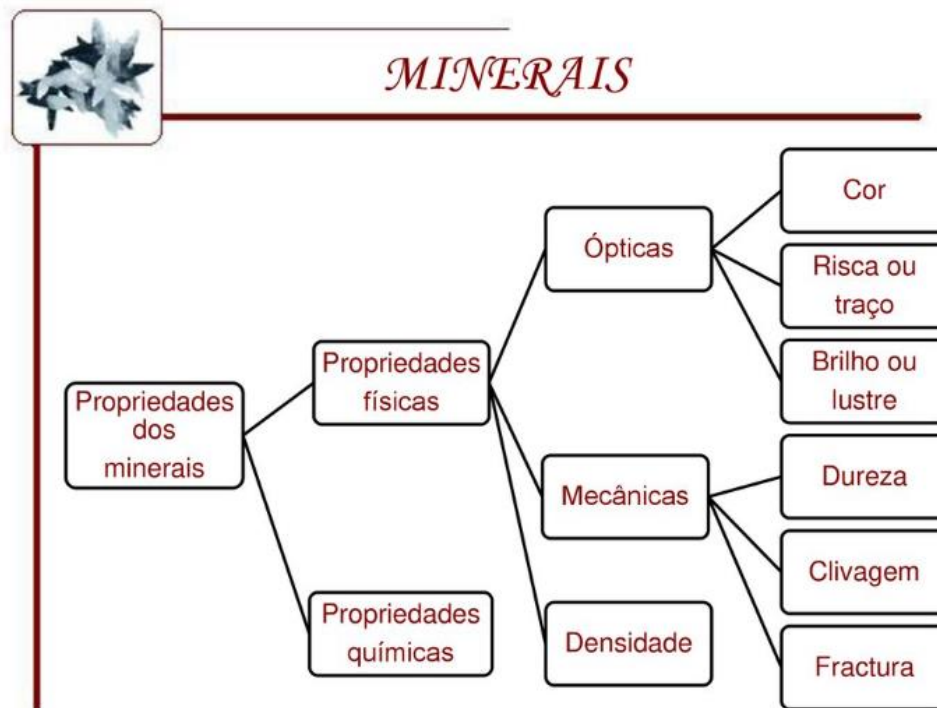 MINERAIS
Propriedades
dos
minerais
Propriedades
físicas
Propriedades
químicas
Ópticas
Mecânicas
Densidade
Cor
Risca ou
traço
Brilho ou
lustre
Dureza
Clivagem
Fractura